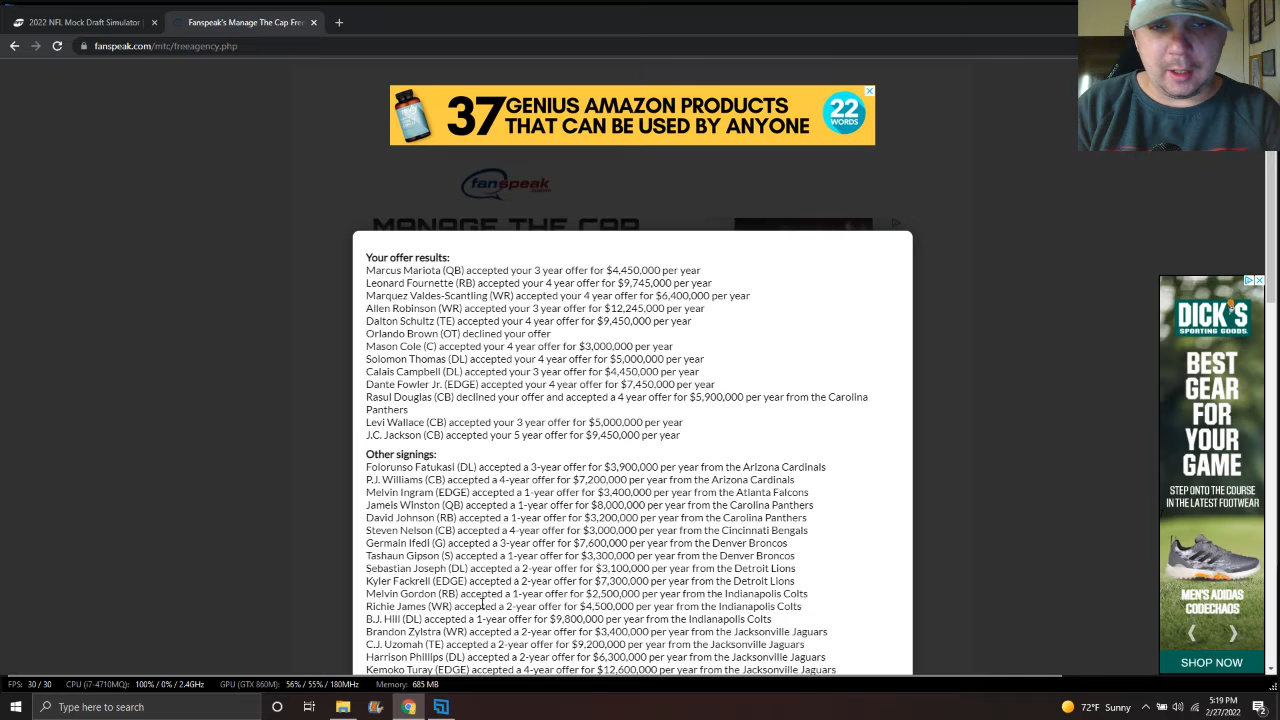 2022 NFL Mock Draft Simulator |
Fanspeak's Manage The Cap Fre
fanspeak.com/mtc/freeagency.php
37 GENIUS AMAZON PRODUCTS
THAT CAN BE USED BY ANYONE
22
WORDS
fanspeak
MANAGE THE CAP
Your offer results:
Marcus Mariota (QB) accepted your 3 year offer for $4,450,000 per year
Leonard Fournette (RB) accepted your 4 year offer for $9,745,000 per year
Marquez Valdes-Scantling (WR) accepted your 4 year offer for $6,400,000 per year
Allen Robinson (WR) accepted your 3 year offer for $12,245,000 per year
Dalton Schultz (TE) accepted your 4 year offer for $9,450,000 per year
Orlando Brown (OT) declined your offer
Mason Cole (C) accepted your 4 year offer for $3,000,000 per year
Solomon Thomas (DL) accepted your 4 year offer for $5,000,000 per year
Calais Campbell (DL) accepted your 3 year offer for $4,450,000 per year
Dante Fowler Jr. (EDGE) accepted your 4 year offer for $7,450,000 per year
Rasul Douglas (CB) declined your offer and accepted a 4 year offer for $5,900,000 per year from the Carolina
Panthers
Levi Wallace (CB) accepted your 3 year offer for $5,000,000 per year
J.C. Jackson (CB) accepted your 5 year offer for $9,450,000 per year
Other signings:
Folorunso Fatukasi (DL) accepted a 3-year offer for $3,900,000 per year from the Arizona Cardinals
P.J. Williams (CB) accepted a 4-year offer for $7,200,000 per year from the Arizona Cardinals
Melvin Ingram (EDGE) accepted a 1-year offer for $3,400,000 per year from the Atlanta Falcons
Jameis Winston (QB) accepted a 1-year offer for $8,000,000 per year from the Carolina Panthers
David Johnson (RB) accepted a 1-year offer for $3,200,000 per year from the Carolina Panthers
Steven Nelson (CB) accepted a 4-year offer for $3,000,000 per year from the Cincinnati Bengals
Germain Ifedi (G) accepted a 3-year offer for $7,600,000 per year from the Denver Broncos
Tashaun Gipson (S) accepted a 1-year offer for $3,300,000 per year from the Denver Broncos
Sebastian Joseph (DL) accepted a 2-year offer for $3,100,000 per year from the Detroit Lions
Kyler Fackrell (EDGE) accepted a 2-year offer for $7,300,000 per year from the Detroit Lions
Melvin Gordon (RB) accepted a 1-year offer for $2,500,000 per year from the Indianapolis Colts
Richie James (WR) accepted a 2-year offer for $4,500,000 per year from the Indianapolis Colts
B.J. Hill (DL) accepted a 1-year offer for $9,800,000 per year from the Indianapolis Colts
Brandon Zylstra (WR) accepted a 2-year offer for $3,400,000 per year from the Jacksonville Jaguars
C.J. Uzomah (TE) accepted a 2-year offer for $9,200,000 per year from the Jacksonville Jaguars
Harrison Phillips (DL) accepted a 2-year offer for $6,300,000 per year from the Jacksonville Jaguars
Kemoko Turay (EDGE) accepted a 4-year offer for $12,600,000 per year from the Jacksonville Jaguars
DICK'S
SPORTING GOODS.
BEST
GEAR
FOR
YOUR
GAME
STEP ONTO THE COURSE
IN THE LATEST FOOTWEAR
MEN'S ADIDAS
CODECHAOS
SHOP NOW
FPS: 30 / 30 CPU (i7-4710MQ): 100% / 0% / 2.4GHz GPU (GTX 860M): 56% / 55% / 180MHz Memory: 685 MB
Type here to search
72°F Sunny
5:19 PM
2/27/2022
2